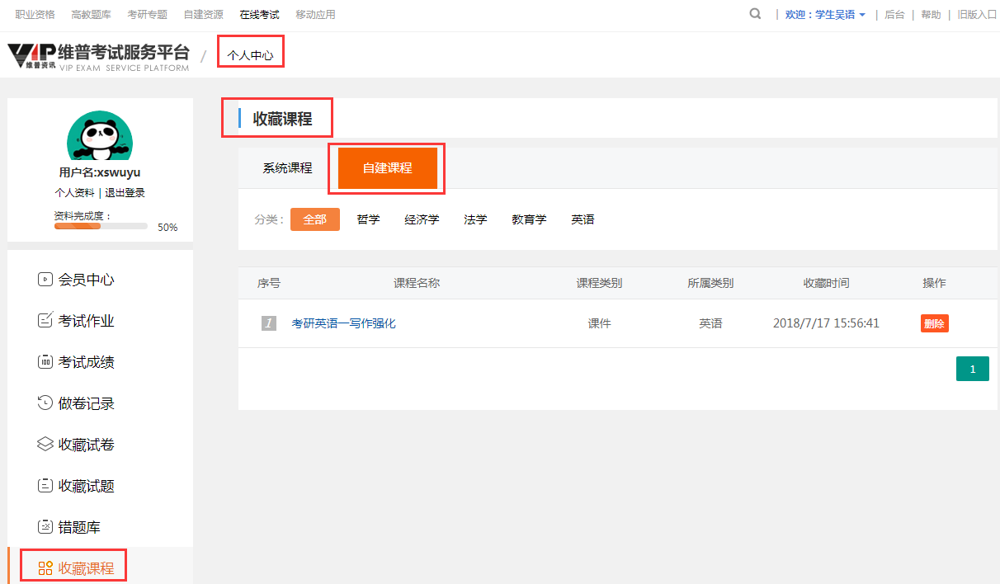 职业资格 高教题库 考研专题 自建资源 在线考试 移动应用 | 欢迎：学生吴语 | 后台 | 帮助 | 旧版入口
VIP 维普资讯 维普考试服务平台 / 个人中心
VIP EXAM SERVICE PLATFORM
用户名:xswuyu
个人资料 | 退出登录
资料完成度：
50%
会员中心
考试作业
考试成绩
做卷记录
收藏试卷
收藏试题
错题库
收藏课程
收藏课程
系统课程 自建课程
分类： 全部 哲学 经济学 法学 教育学 英语
序号 课程名称 课程类别 所属类别 收藏时间 操作
1 考研英语一写作强化 课件 英语 2018/7/17 15:56:41 删除
1